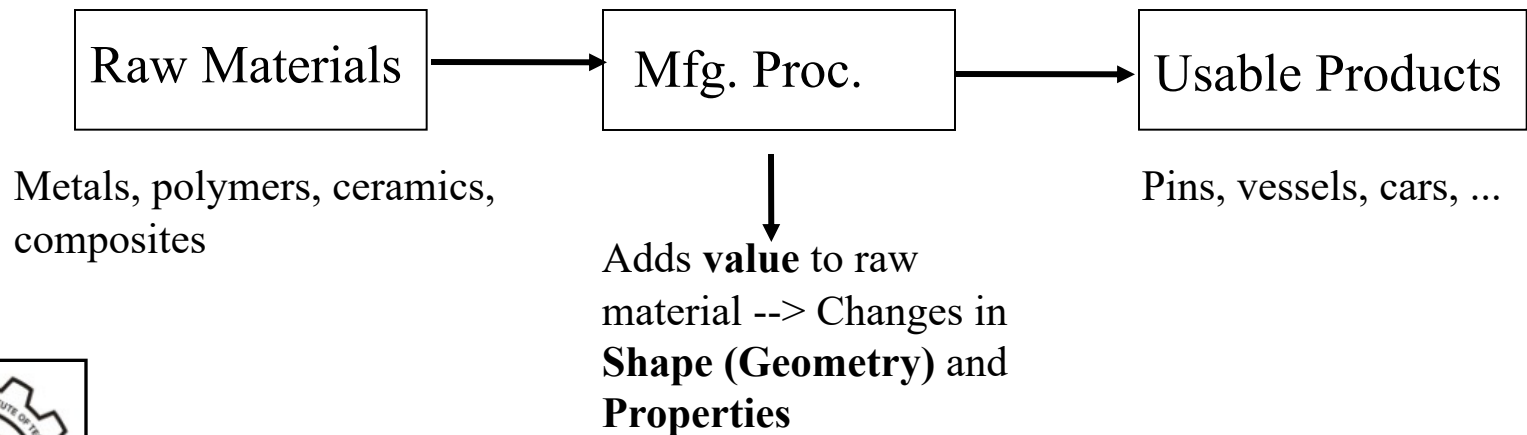 Raw Materials
Mfg. Proc.
Usable Products
Metals, polymers, ceramics,
composites
Pins, vessels, cars, ...
Adds value to raw
material --> Changes in
Shape (Geometry) and
Properties